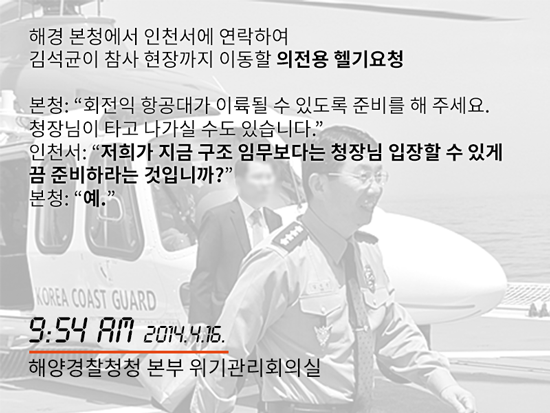 해경 본청에서 인천서에 연락하여
김석균이 참사 현장까지 이동할 의전용 헬기요청
본청: “회전익 항공대가 이륙될 수 있도록 준비를 해 주세요.
청장님이 타고 나가실 수도 있습니다.”
인천서: “저희가 지금 구조 임무보다는 청장님 입장할 수 있게
끔 준비하라는 것입니까?”
본청: “예.”
KOREA COAST GUARD
9:54 AM 2014.4.16.
해양경찰청청 본부 위기관리회의실